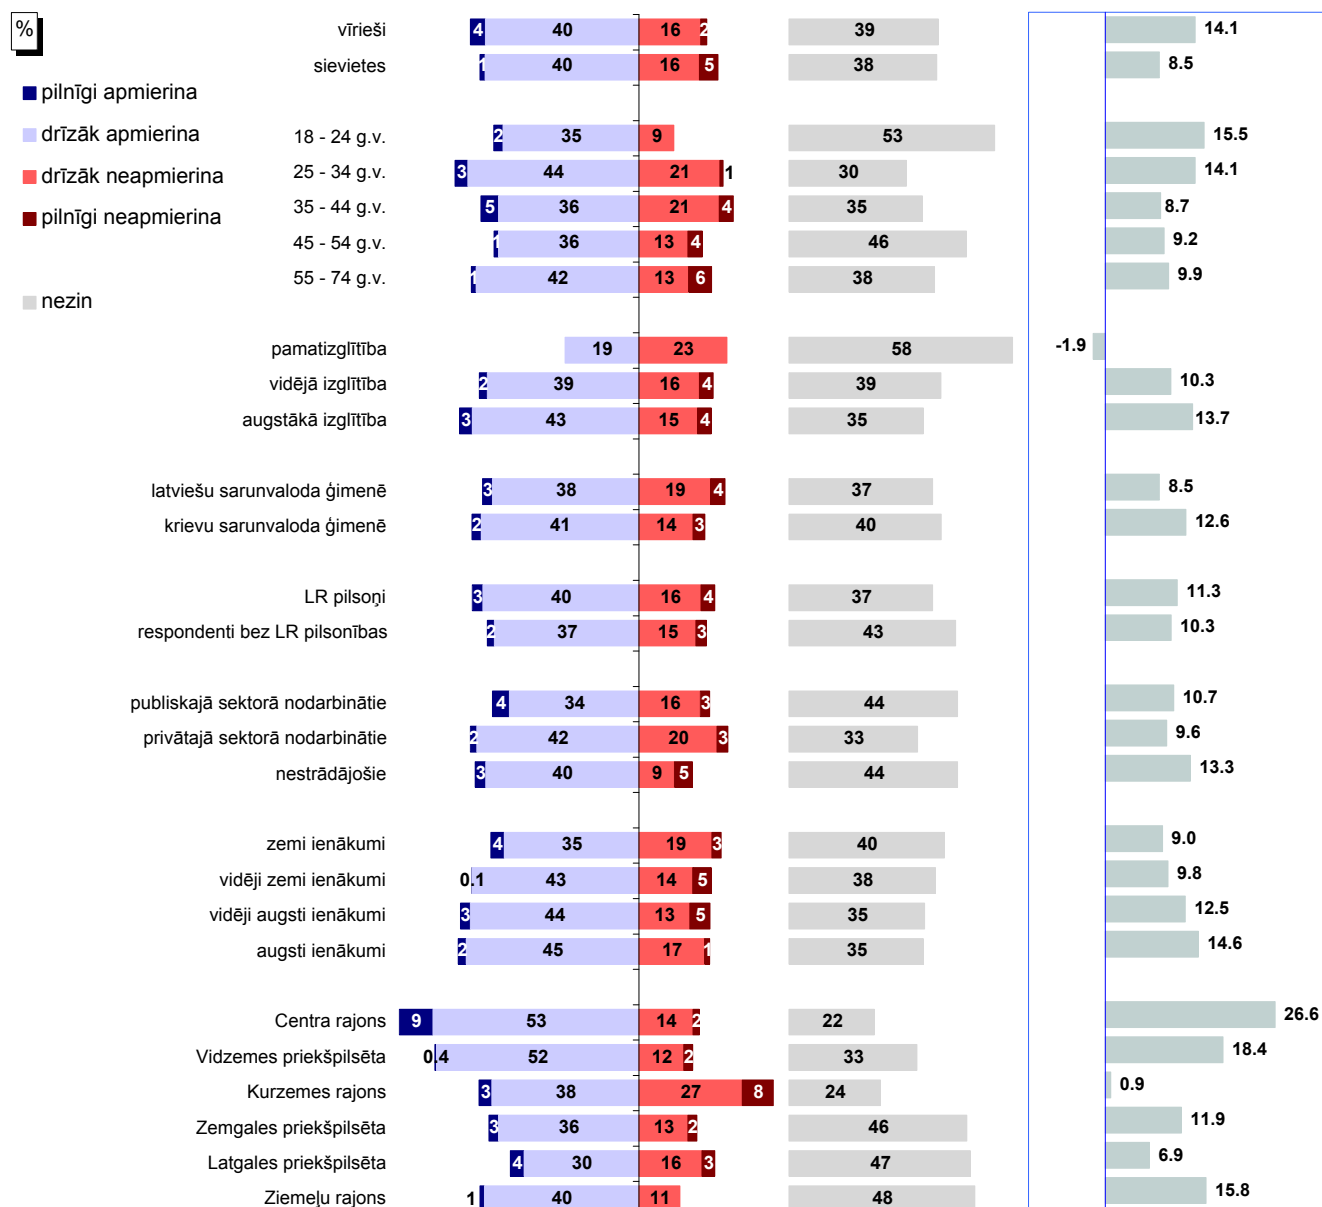 %
pilnīgi apmierina
drīzāk apmierina
drīzāk neapmierina
pilnīgi neapmierina
nezin
vīrieši 4 40 16 2 39 14.1
sievietes 1 40 16 5 38 8.5
18 - 24 g.v. 2 35 9 53 15.5
25 - 34 g.v. 3 44 21 1 30 14.1
35 - 44 g.v. 5 36 21 4 35 8.7
45 - 54 g.v. 1 36 13 4 46 9.2
55 - 74 g.v. 1 42 13 6 38 9.9
pamatizglītība 19 23 58 -1.9
vidējā izglītība 2 39 16 4 39 10.3
augstākā izglītība 3 43 15 4 35 13.7
latviešu sarunvaloda ģimenē 3 38 19 4 37 8.5
krievu sarunvaloda ģimenē 2 41 14 3 40 12.6
LR pilsoņi 3 40 16 4 37 11.3
respondenti bez LR pilsonības 2 37 15 3 43 10.3
publiskajā sektorā nodarbinātie 4 34 16 3 44 10.7
privātajā sektorā nodarbinātie 2 42 20 3 33 9.6
nestrādājošie 3 40 9 5 44 13.3
zemi ienākumi 4 35 19 3 40 9.0
vidēji zemi ienākumi 0.1 43 14 5 38 9.8
vidēji augsti ienākumi 3 44 13 5 35 12.5
augsti ienākumi 2 45 17 1 35 14.6
Centra rajons 9 53 14 2 22 26.6
Vidzemes priekšpilsēta 0.4 52 12 2 33 18.4
Kurzemes rajons 3 38 27 8 24 0.9
Zemgales priekšpilsēta 3 36 13 2 46 11.9
Latgales priekšpilsēta 4 30 16 3 47 6.9
Ziemeļu rajons 1 40 11 48 15.8